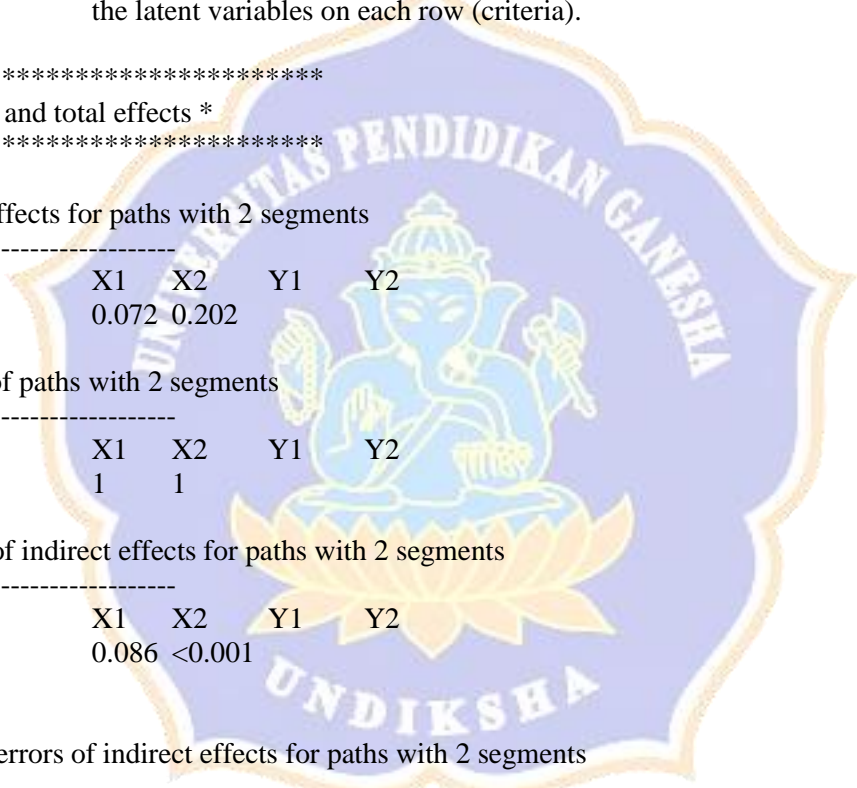 the latent variables on each row (criteria).
**********************
and total effects *
**********************
UNIVERSITAS PENDIDIKAN GANESHA
ffects for paths with 2 segments
------------------
X1 X2 Y1 Y2
0.072 0.202
of paths with 2 segments
------------------
X1 X2 Y1 Y2
1 1
of indirect effects for paths with 2 segments
------------------
X1 X2 Y1 Y2
0.086 <0.001
UNDIKSHA
errors of indirect effects for paths with 2 segments